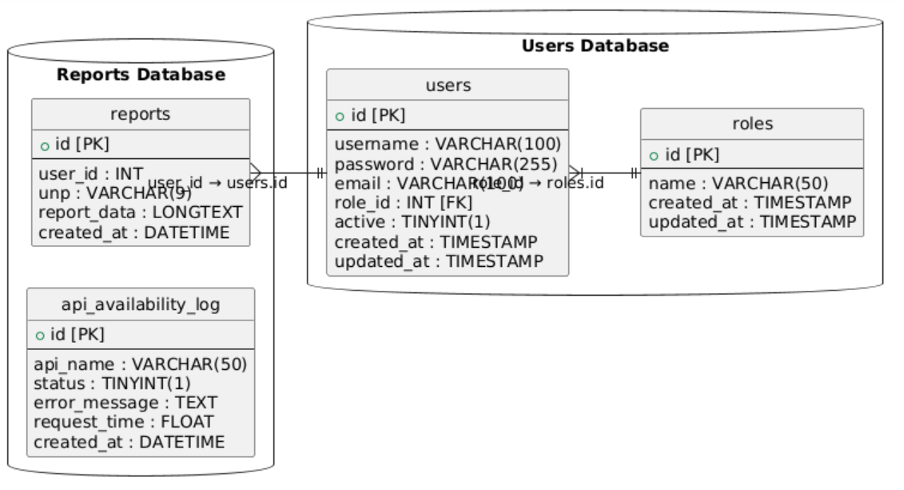 Reports Database
reports
id [PK]
user_id : INT
unp : VARCHAR(9)
report_data : LONGTEXT
created_at : DATETIME
user_id → users.id
api_availability_log
id [PK]
api_name : VARCHAR(50)
status : TINYINT(1)
error_message : TEXT
request_time : FLOAT
created_at : DATETIME
Users Database
users
id [PK]
username : VARCHAR(100)
password : VARCHAR(255)
email : VARCHAR(100)
role_id : INT [FK]
active : TINYINT(1)
created_at : TIMESTAMP
updated_at : TIMESTAMP
role_id → roles.id
roles
id [PK]
name : VARCHAR(50)
created_at : TIMESTAMP
updated_at : TIMESTAMP